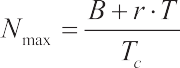 N_max = (B + r · T) / T_c